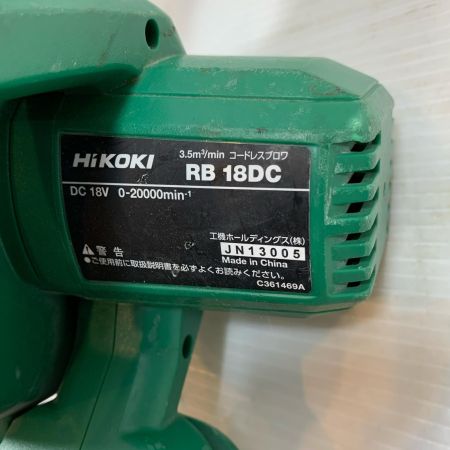 3.5m³/min コードレスブロワ
HiKOKI RB 18DC
DC 18V 0-20000min⁻¹
工機ホールディングス(株)
JN13005
⚠警告 Made in China
●ご使用前に取扱説明書を必ずよくお読みください。
C361469A